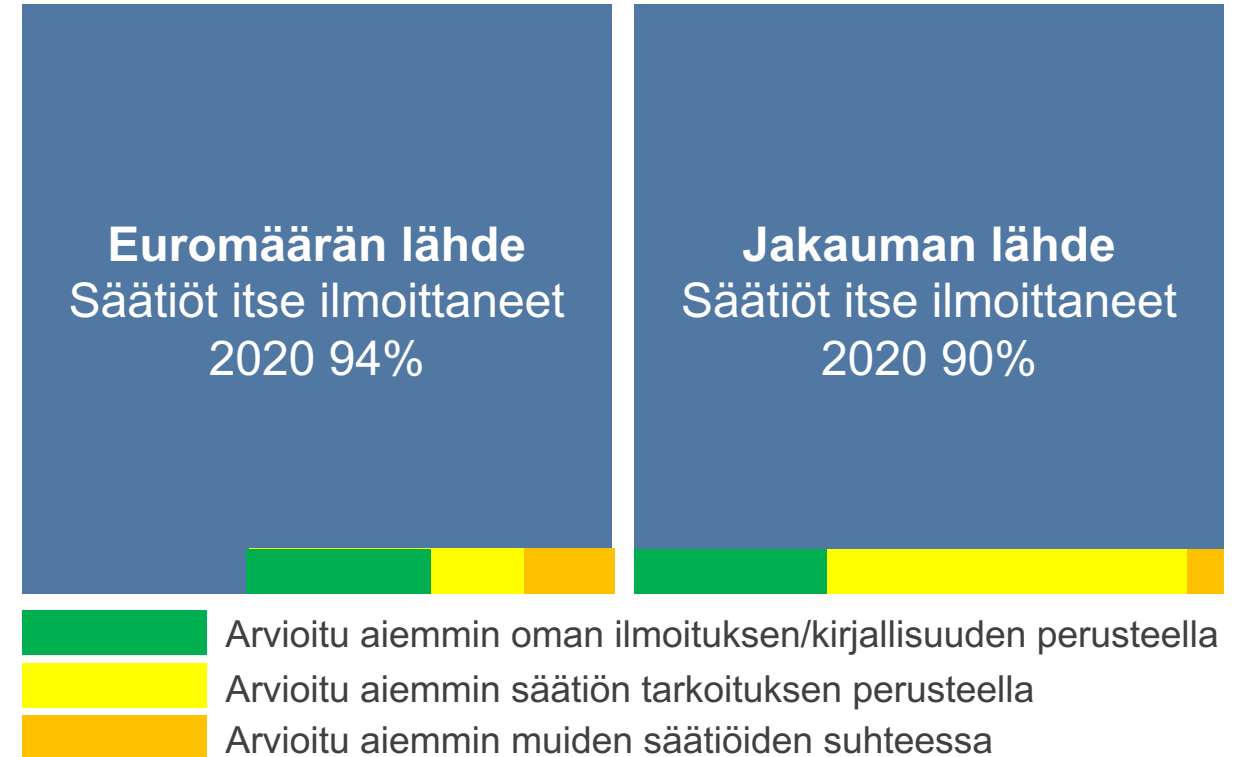 Euromäärän lähde
Säätiöt itse ilmoittaneet
2020 94%
Jakauman lähde
Säätiöt itse ilmoittaneet
2020 90%
Arvioitu aiemmin oman ilmoituksen/kirjallisuuden perusteella
Arvioitu aiemmin säätiön tarkoituksen perusteella
Arvioitu aiemmin muiden säätiöiden suhteessa